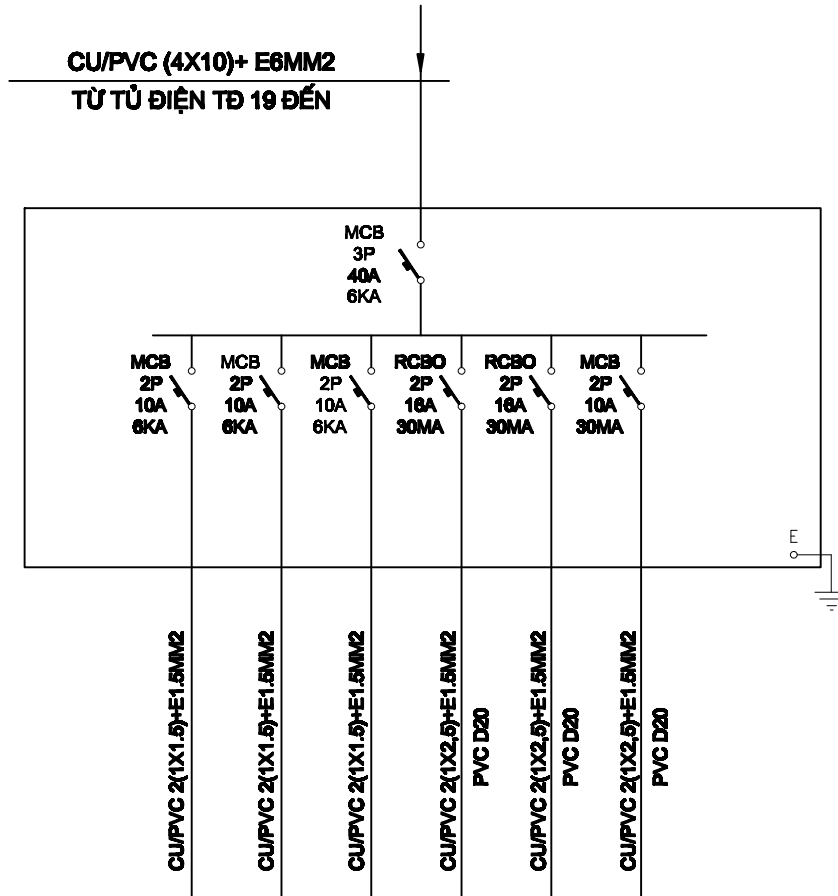 CU/PVC (4X10)+ E6MM2
TỪ TỦ ĐIỆN TĐ 19 ĐẾN
MCB
3P
40A
6KA
MCB
2P
10A
6KA
MCB
2P
10A
6KA
MCB
2P
10A
6KA
RCBO
2P
16A
30MA
RCBO
2P
16A
30MA
MCB
2P
10A
30MA
E
CU/PVC 2(1X1.5)+E1.5MM2
CU/PVC 2(1X1.5)+E1.5MM2
CU/PVC 2(1X1.5)+E1.5MM2
CU/PVC 2(1X2,5)+E1.5MM2
PVC D20
CU/PVC 2(1X2,5)+E1.5MM2
PVC D20
CU/PVC 2(1X2,5)+E1.5MM2
PVC D20